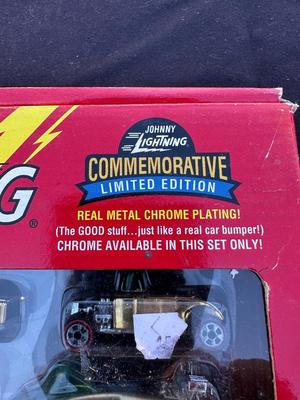 JOHNNY
LIGHTNING
COMMEMORATIVE
LIMITED EDITION
G®
REAL METAL CHROME PLATING!
(The GOOD stuff...just like a real car bumper!)
CHROME AVAILABLE IN THIS SET ONLY!